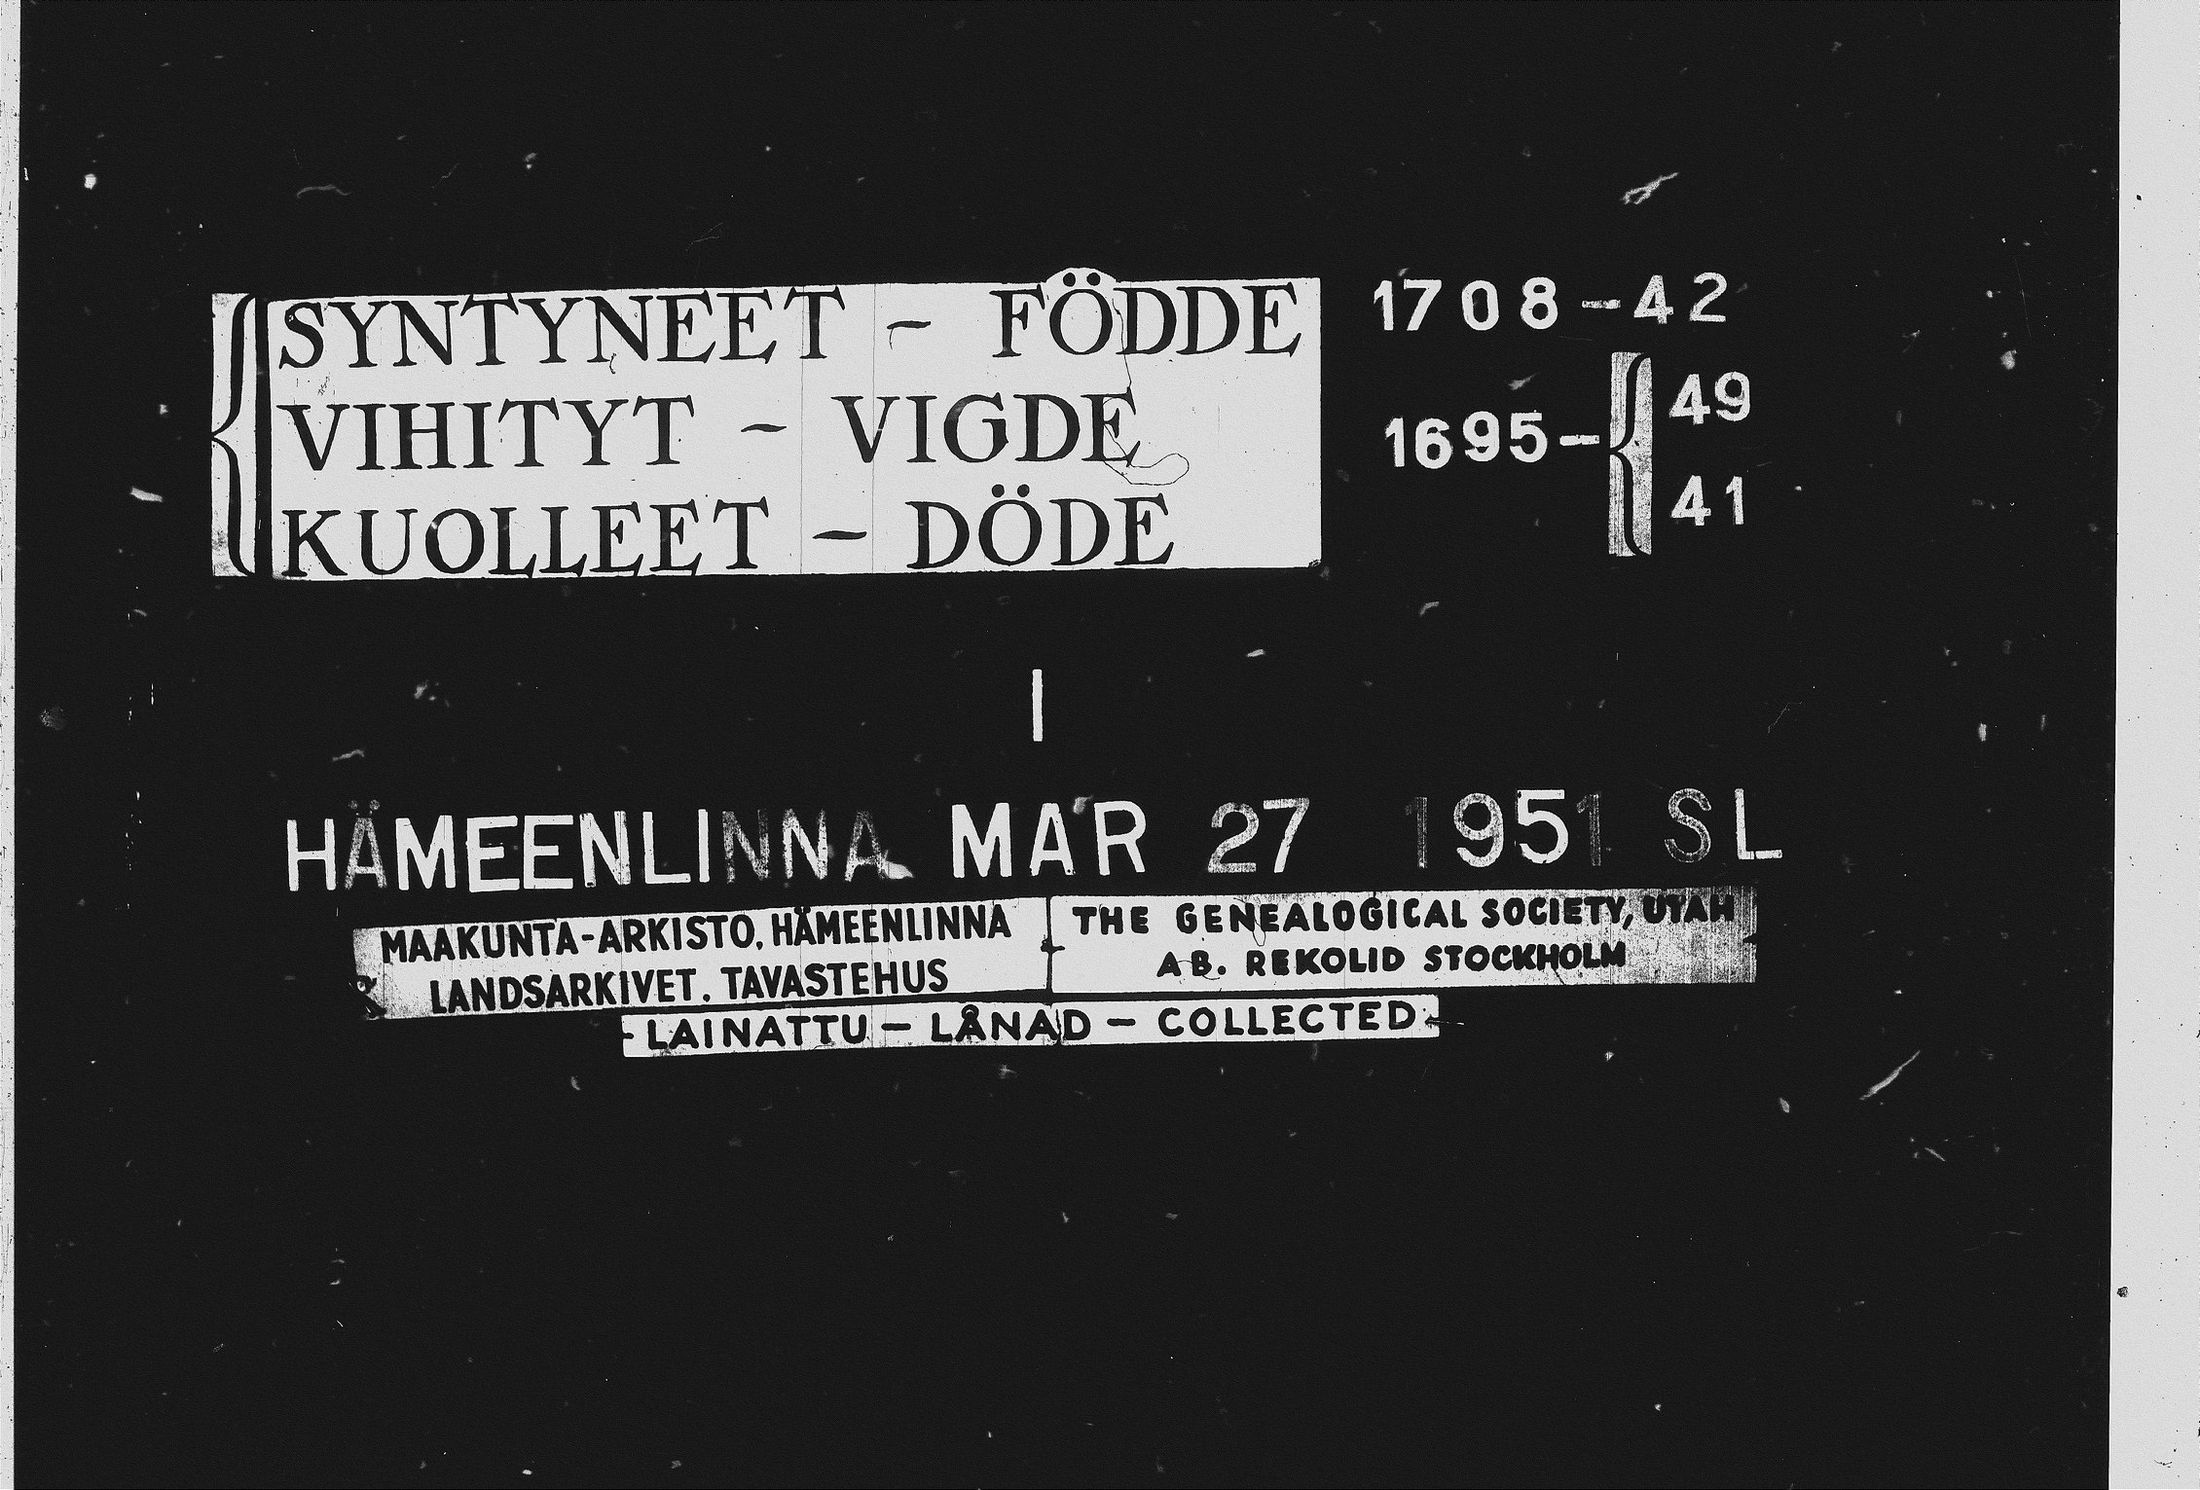 SYNTYNEET - FÖDDE 1708-42
VIHITYT - VIGDE 1695-{ 49
KUOLLEET - DÖDE 41
I
HÄMEENLINNA MAR 27 1951 SL
MAAKUNTA-ARKISTO, HÄMEENLINNA
LANDSARKIVET, TAVASTEHUS
THE GENEALOGICAL SOCIETY, UTAH
AB. REKOLID STOCKHOLM
LAINATTU - LÅNAD - COLLECTED